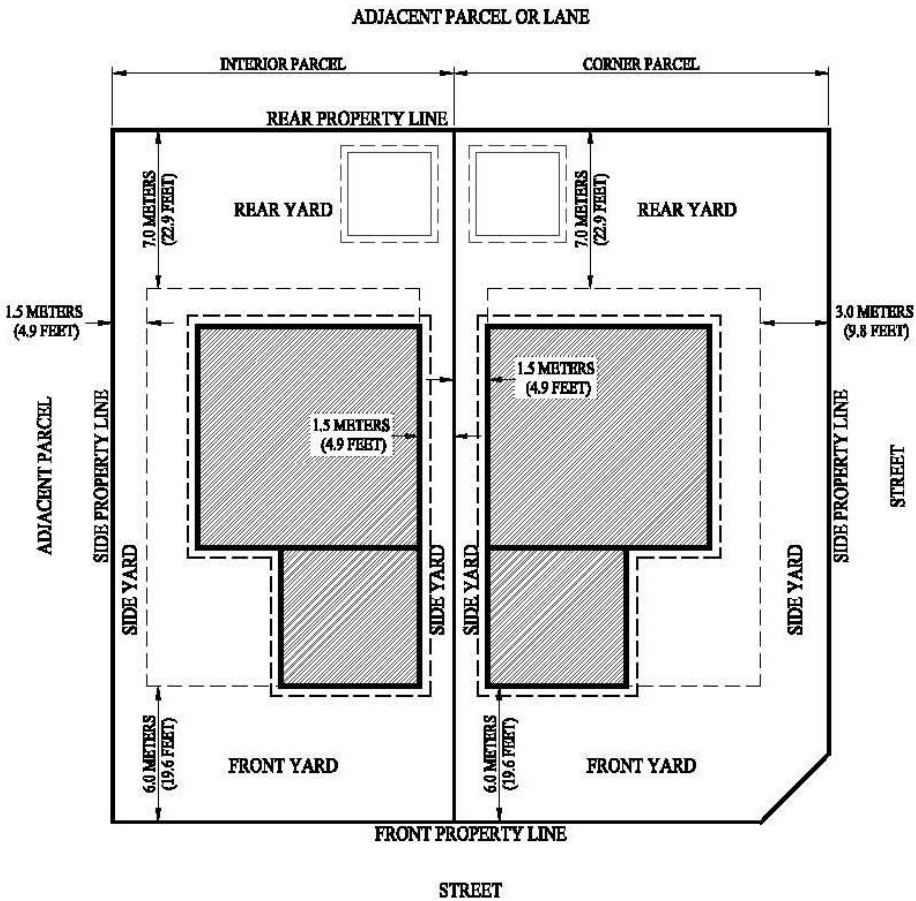 ADJACENT PARCEL OR LANE
INTERIOR PARCEL
CORNER PARCEL
REAR PROPERTY LINE
7.0 METERS
(22.9 FEET)
REAR YARD
7.0 METERS
(22.9 FEET)
REAR YARD
1.5 METERS
(4.9 FEET)
3.0 METERS
(9.8 FEET)
1.5 METERS
(4.9 FEET)
1.5 METERS
(4.9 FEET)
ADJACENT PARCEL
SIDE PROPERTY LINE
SIDE YARD
SIDE YARD
SIDE YARD
SIDE YARD
SIDE PROPERTY LINE
STREET
6.0 METERS
(19.6 FEET)
FRONT YARD
6.0 METERS
(19.6 FEET)
FRONT YARD
FRONT PROPERTY LINE
STREET